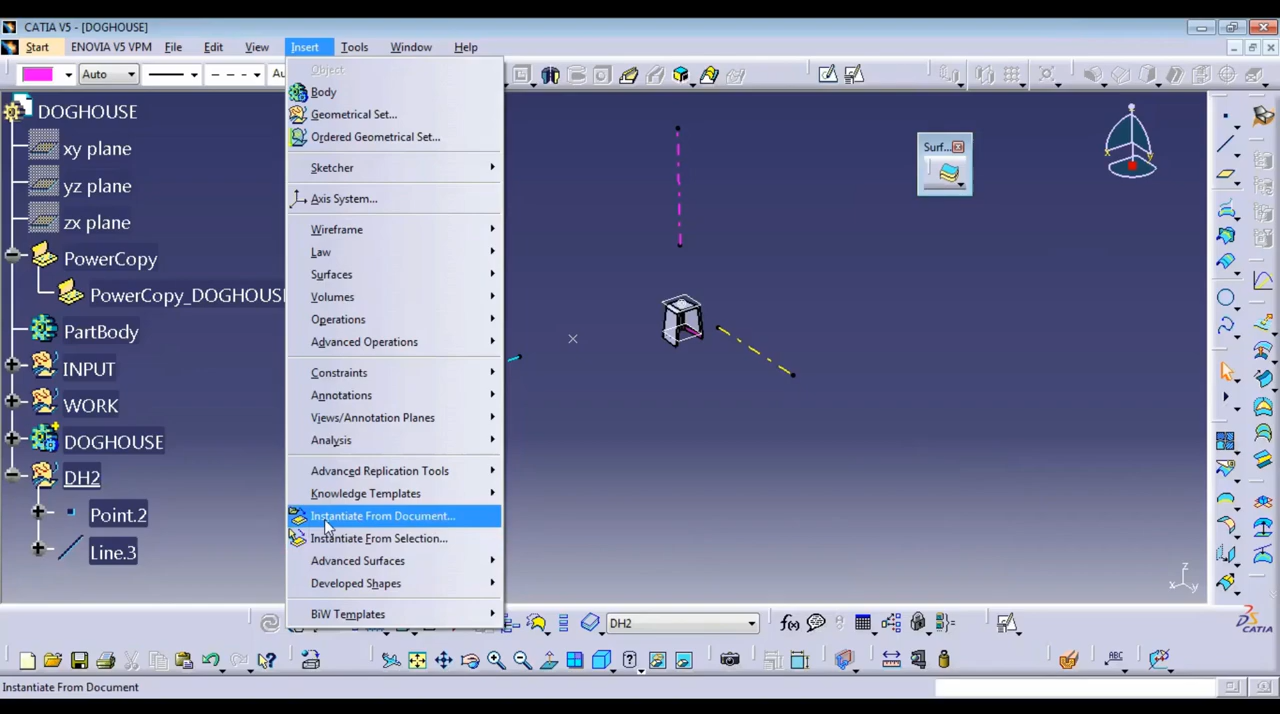 CATIA V5 - [DOGHOUSE]
Start ENOVIA V5 VPM File Edit View Insert Tools Window Help
Auto
Object
Body
Geometrical Set...
Ordered Geometrical Set...
Sketcher
Axis System...
Wireframe
Law
Surfaces
Volumes
Operations
Advanced Operations
Constraints
Annotations
Views/Annotation Planes
Analysis
Advanced Replication Tools
Knowledge Templates
Instantiate From Document...
Instantiate From Selection...
Advanced Surfaces
Developed Shapes
BiW Templates
DOGHOUSE
xy plane
yz plane
zx plane
PowerCopy
PowerCopy_DOGHOUS
PartBody
INPUT
WORK
DOGHOUSE
DH2
Point.2
Line.3
Surf...
z
x y
DH2
f(x)
ABC
CATIA
Instantiate From Document